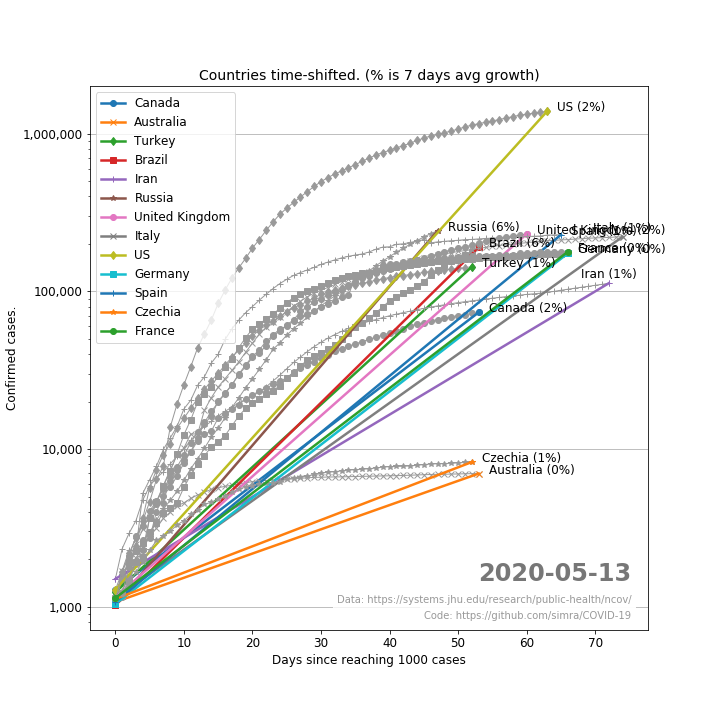 Countries time-shifted. (% is 7 days avg growth)
Canada
Australia
Turkey
Brazil
Iran
Russia
United Kingdom
Italy
US
Germany
Spain
Czechia
France
US (2%)
Russia (6%)
Brazil (6%)
Turkey (1%)
Italy (1%)
Iran (1%)
Canada (2%)
Czechia (1%)
Australia (0%)
1,000,000
100,000
10,000
1,000
Confirmed cases.
0
10
20
30
40
50
60
70
Days since reaching 1000 cases
2020-05-13
Data: https://systems.jhu.edu/research/public-health/ncov/
Code: https://github.com/simra/COVID-19